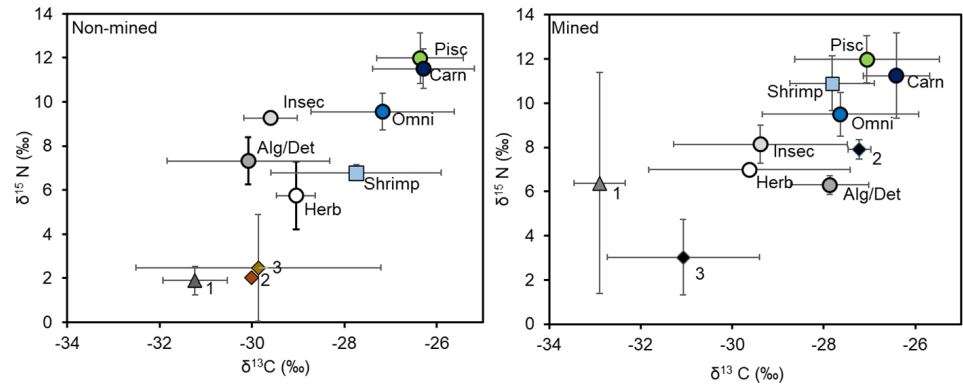 Non-mined
14
12
10
8
6
4
2
0
-34
-32
-30
-28
-26
δ¹⁵ N (‰)
δ¹³C (‰)
Pisc
Carn
Insec
Omni
Alg/Det
Shrimp
Herb
3
2
1
Mined
14
12
10
8
6
4
2
0
-34
-32
-30
-28
-26
δ¹⁵ N (‰)
δ¹³ C (‰)
Pisc
Carn
Shrimp
Omni
Insec
2
Herb
Alg/Det
1
3